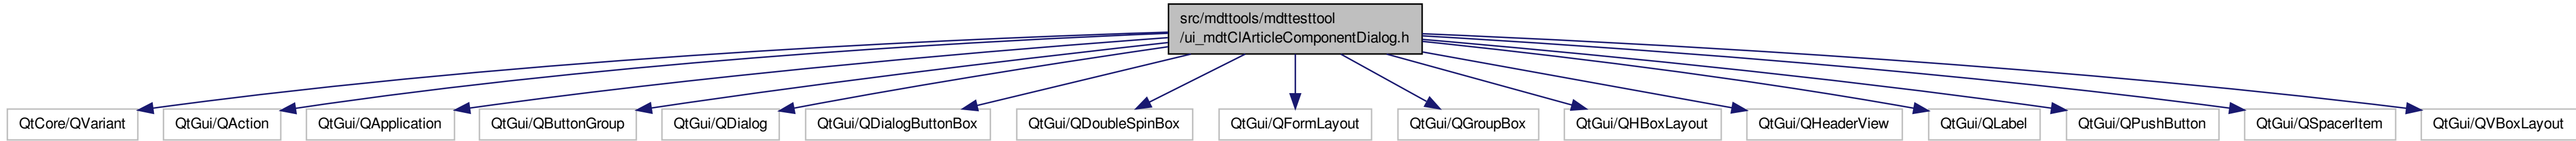 src/mdttools/mdttesttool
/ui_mdtClArticleComponentDialog.h
QtCore/QVariant
QtGui/QAction
QtGui/QApplication
QtGui/QButtonGroup
QtGui/QDialog
QtGui/QDialogButtonBox
QtGui/QDoubleSpinBox
QtGui/QFormLayout
QtGui/QGroupBox
QtGui/QHBoxLayout
QtGui/QHeaderView
QtGui/QLabel
QtGui/QPushButton
QtGui/QSpacerItem
QtGui/QVBoxLayout